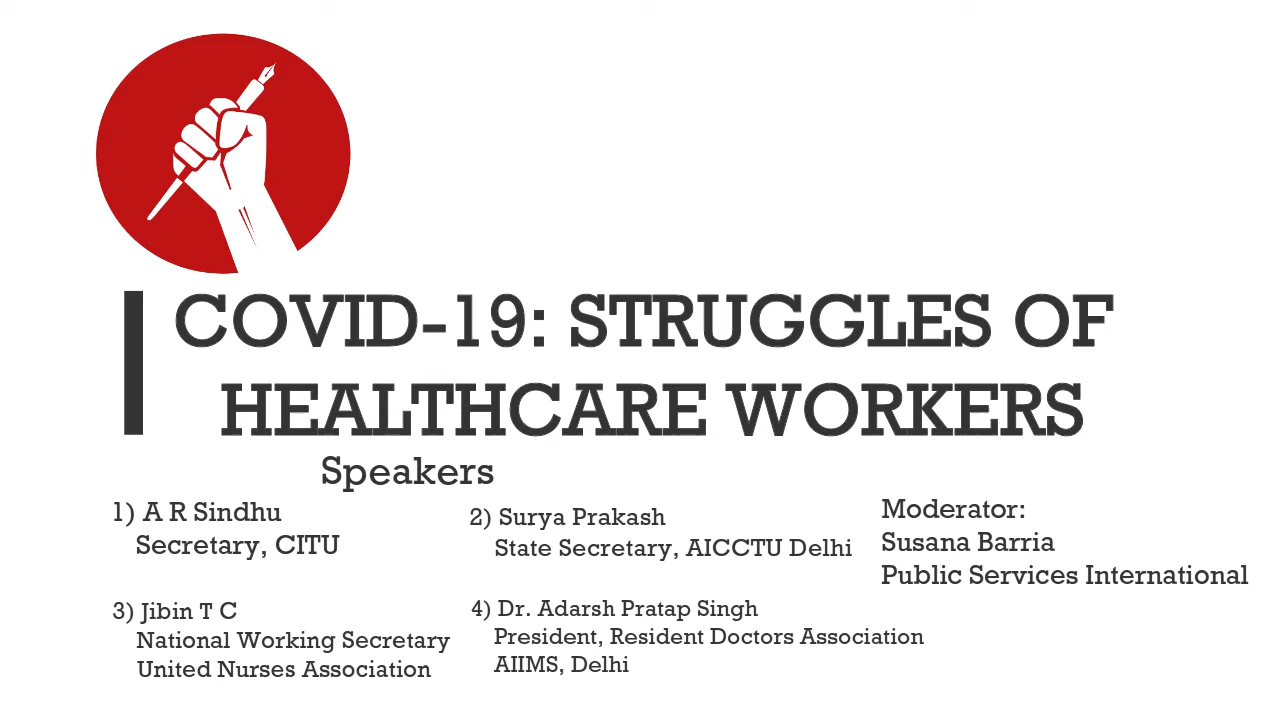 COVID-19: STRUGGLES OF
HEALTHCARE WORKERS
Speakers
1) A R Sindhu
Secretary, CITU
2) Surya Prakash
State Secretary, AICCTU Delhi
Moderator:
Susana Barria
Public Services International
3) Jibin T C
National Working Secretary
United Nurses Association
4) Dr. Adarsh Pratap Singh
President, Resident Doctors Association
AIIMS, Delhi